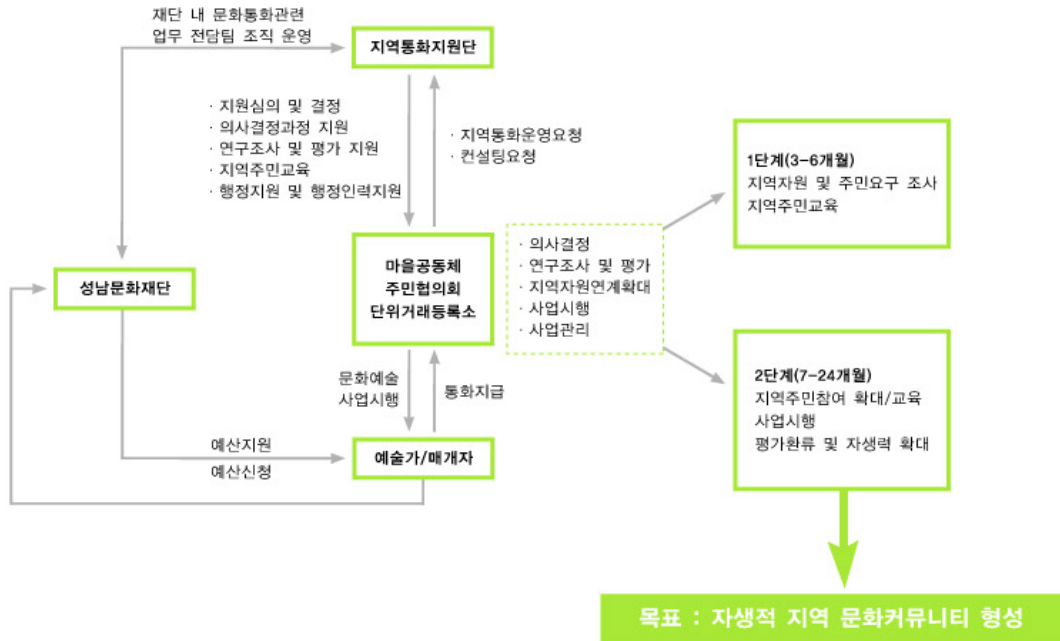 재단 내 문화통화관련
업무 전담팀 조직 운영
지역통화지원단
· 지원심의 및 결정
· 의사결정과정 지원
· 연구조사 및 평가 지원
· 지역주민교육
· 행정지원 및 행정인력지원
· 지역통화운영요청
· 컨설팅요청
성남문화재단
마을공동체
주민협의회
단위거래등록소
· 의사결정
· 연구조사 및 평가
· 지역자원연계확대
· 사업시행
· 사업관리
1단계(3-6개월)
지역자원 및 주민요구 조사
지역주민교육
2단계(7-24개월)
지역주민참여 확대/교육
사업시행
평가환류 및 자생력 확대
문화예술
사업시행
통화지급
예산지원
예산신청
예술가/매개자
목표 : 자생적 지역 문화커뮤니티 형성